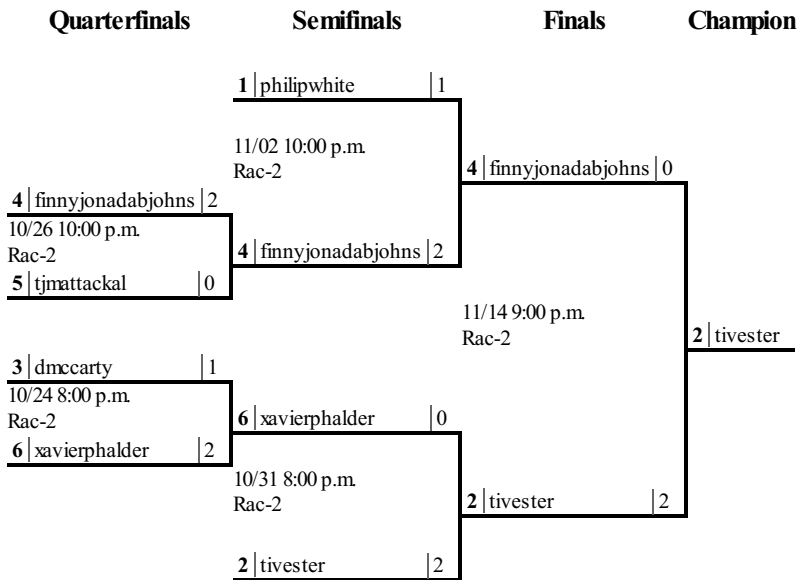 Quarterfinals Semifinals Finals Champion
1 philipwhite 1
11/02 10:00 p.m.
Rac-2
4 finnyjonadabjohns 0
4 finnyjonadabjohns 2
10/26 10:00 p.m.
Rac-2
4 finnyjonadabjohns 2
5 tjmattackal 0
11/14 9:00 p.m.
Rac-2
2 tivester
3 dmccarty 1
10/24 8:00 p.m.
Rac-2
6 xavierphalder 0
6 xavierphalder 2
10/31 8:00 p.m.
Rac-2
2 tivester 2
2 tivester 2